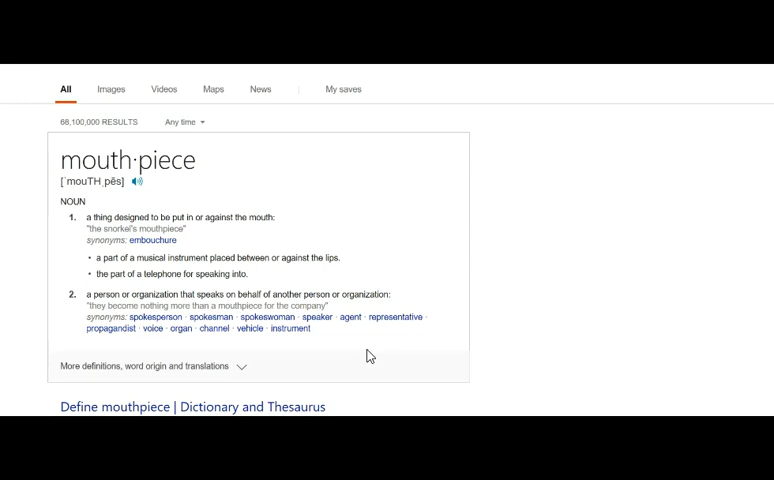 All Images Videos Maps News | My saves
68,100,000 RESULTS Any time
mouth·piece
[ˈmouTHˌpēs]
NOUN
1. a thing designed to be put in or against the mouth:
"the snorkel's mouthpiece"
synonyms: embouchure
• a part of a musical instrument placed between or against the lips.
• the part of a telephone for speaking into.
2. a person or organization that speaks on behalf of another person or organization:
"they become nothing more than a mouthpiece for the company"
synonyms: spokesperson · spokesman · spokeswoman · speaker · agent · representative ·
propagandist · voice · organ · channel · vehicle · instrument
More definitions, word origin and translations
Define mouthpiece | Dictionary and Thesaurus